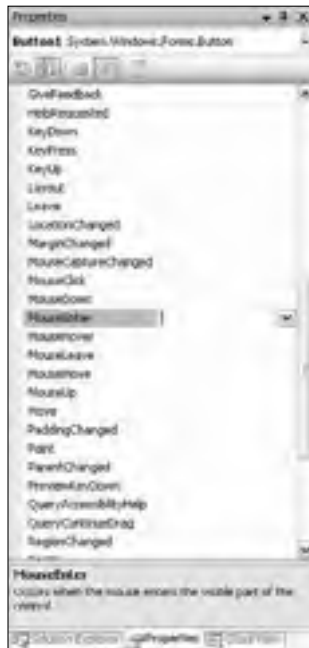 Properties
Button1 System.Windows.Forms.Button
GiveFeedback
HelpRequested
KeyDown
KeyPress
KeyUp
Layout
Leave
LocationChanged
MarginChanged
MouseCaptureChanged
MouseClick
MouseDown
MouseEnter
MouseHover
MouseLeave
MouseMove
MouseUp
Move
PaddingChanged
Paint
ParentChanged
PreviewKeyDown
QueryAccessibilityHelp
QueryContinueDrag
RegionChanged
MouseEnter
Occurs when the mouse enters the visible part of the
control.
Solution Explorer Properties Class View